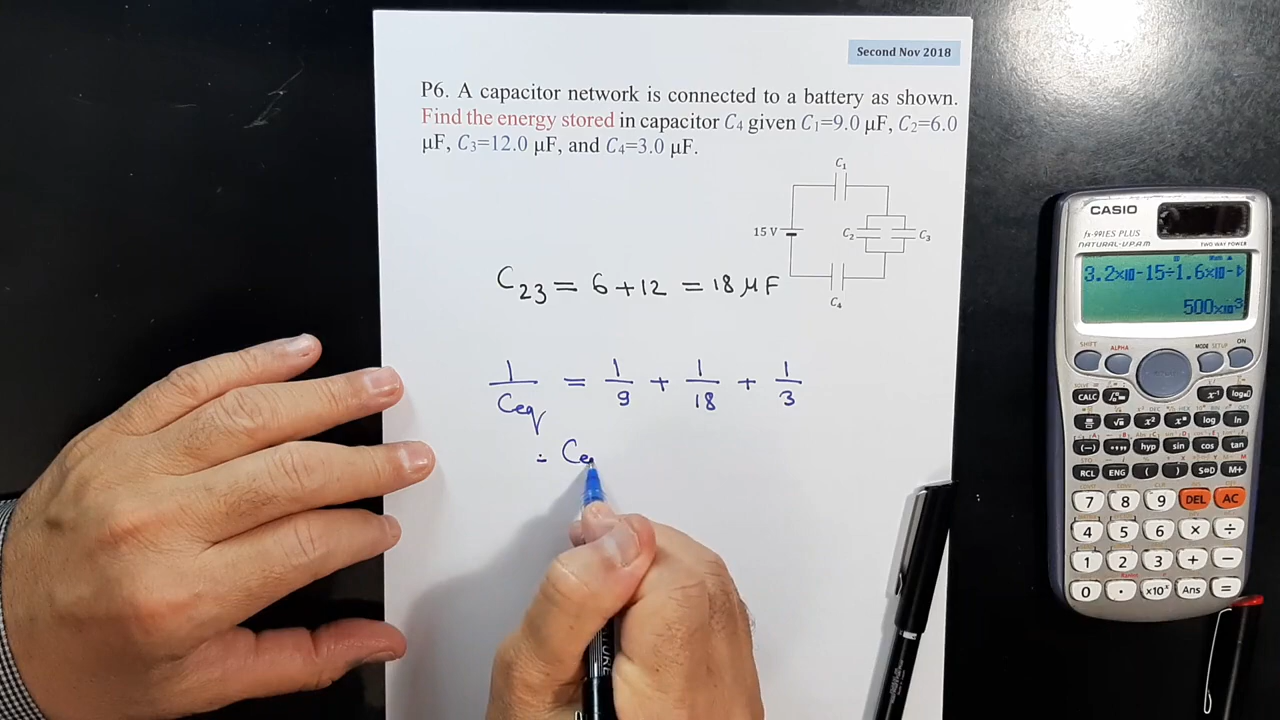 Second Nov 2018
P6. A capacitor network is connected to a battery as shown.
Find the energy stored in capacitor C₄ given C₁=9.0 μF, C₂=6.0
μF, C₃=12.0 μF, and C₄=3.0 μF.
C₁
15 V
C₂
C₃
C₄
C₂₃ = 6+12 = 18 μF
1/Ceq = 1/9 + 1/18 + 1/3
∴ Ce
CASIO
fx-991ES PLUS
NATURAL-V.P.A.M.
TWO WAY POWER
3.2×10-15÷1.6×10-
500×10³
SHIFT
ALPHA
MODE SETUP
ON
CALC
x⁻¹
log
ln
(−)
hyp
sin
cos
tan
RCL
ENG
(
)
S⇔D
M+
7 8 9 DEL AC
4 5 6 × ÷
1 2 3 + −
0 . ×10ˣ Ans =